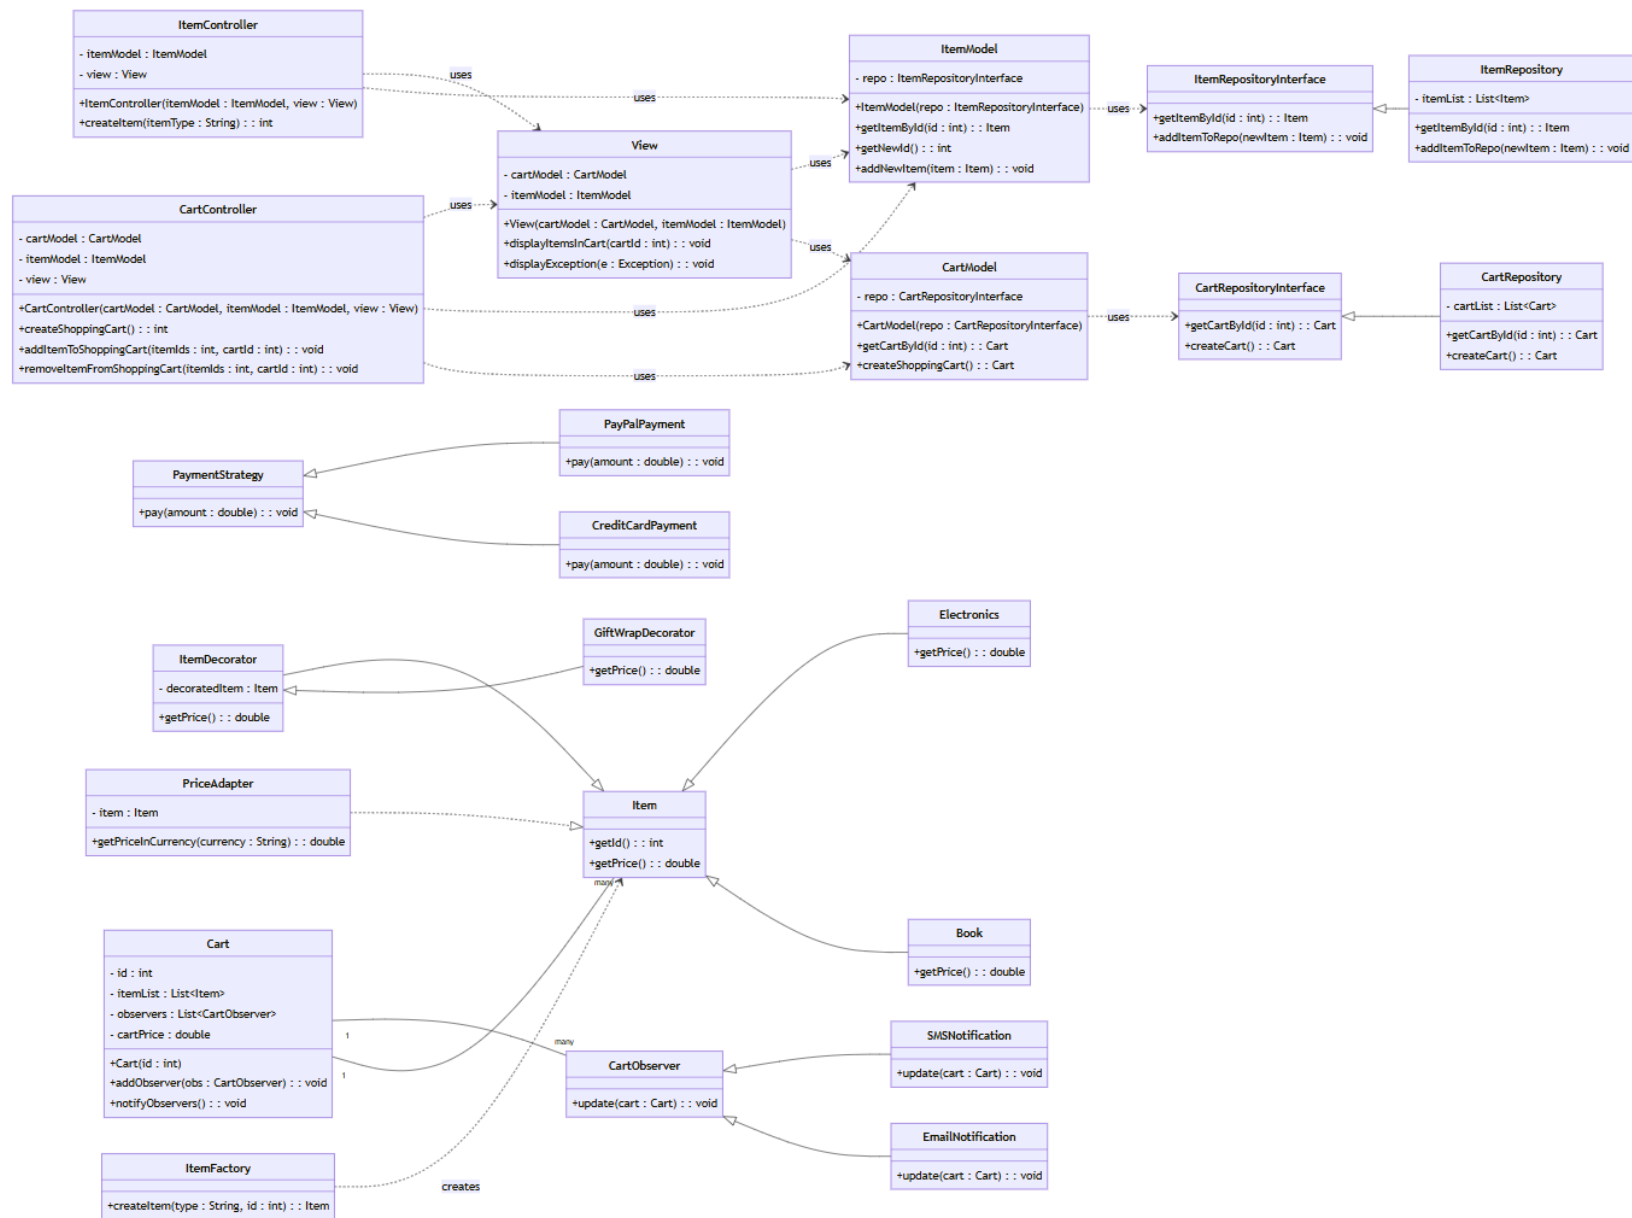 ItemController
- itemModel : ItemModel
- view : View
+ItemController(itemModel : ItemModel, view : View)
+createItem(itemType : String) : : int
uses
uses
View
- cartModel : CartModel
- itemModel : ItemModel
+View(cartModel : CartModel, itemModel : ItemModel)
+displayItemsInCart(cartId : int) : : void
+displayException(e : Exception) : : void
CartController
- cartModel : CartModel
- itemModel : ItemModel
- view : View
+CartController(cartModel : CartModel, itemModel : ItemModel, view : View)
+createShoppingCart() : : int
+addItemToShoppingCart(itemIds : int, cartId : int) : : void
+removeItemFromShoppingCart(itemIds : int, cartId : int) : : void
uses
uses
uses
uses
uses
ItemModel
- repo : ItemRepositoryInterface
+ItemModel(repo : ItemRepositoryInterface)
+getItemById(id : int) : : Item
+getNewId() : : int
+addNewItem(item : Item) : : void
uses
ItemRepositoryInterface
+getItemById(id : int) : : Item
+addItemToRepo(newItem : Item) : : void
ItemRepository
- itemList : List<Item>
+getItemById(id : int) : : Item
+addItemToRepo(newItem : Item) : : void
CartModel
- repo : CartRepositoryInterface
+CartModel(repo : CartRepositoryInterface)
+getCartById(id : int) : : Cart
+createShoppingCart() : : Cart
uses
CartRepositoryInterface
+getCartById(id : int) : : Cart
+createCart() : : Cart
CartRepository
- cartList : List<Cart>
+getCartById(id : int) : : Cart
+createCart() : : Cart
PaymentStrategy
+pay(amount : double) : : void
PayPalPayment
+pay(amount : double) : : void
CreditCardPayment
+pay(amount : double) : : void
ItemDecorator
- decoratedItem : Item
+getPrice() : : double
GiftWrapDecorator
+getPrice() : : double
Electronics
+getPrice() : : double
PriceAdapter
- item : Item
+getPriceInCurrency(currency : String) : : double
Item
+getId() : : int
+getPrice() : : double
many
Book
+getPrice() : : double
Cart
- id : int
- itemList : List<Item>
- observers : List<CartObserver>
- cartPrice : double
+Cart(id : int)
+addObserver(obs : CartObserver) : : void
+notifyObservers() : : void
1
1
many
CartObserver
+update(cart : Cart) : : void
SMSNotification
+update(cart : Cart) : : void
EmailNotification
+update(cart : Cart) : : void
ItemFactory
+createItem(type : String, id : int) : : Item
creates